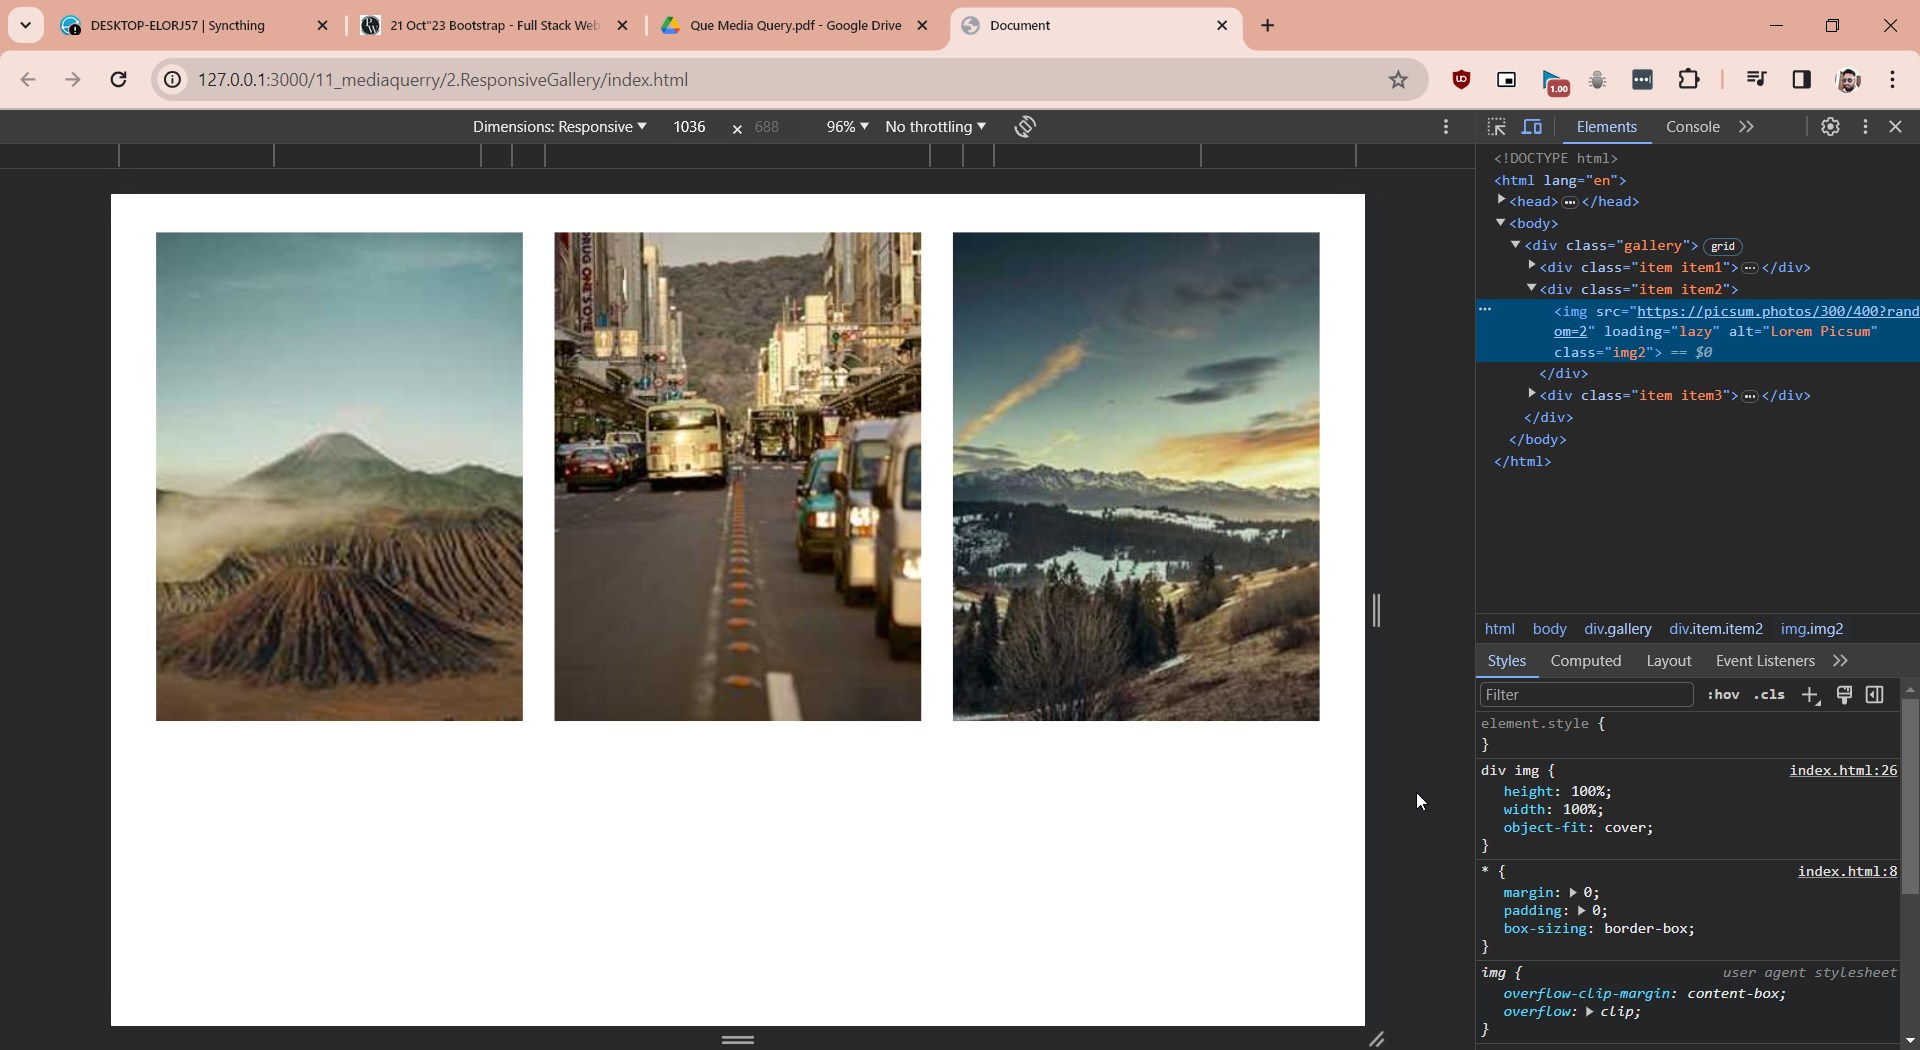 DESKTOP-ELORJ57 | Syncthing
21 Oct"23 Bootstrap - Full Stack Web
Que Media Query.pdf - Google Drive
Document
127.0.0.1:3000/11_mediaquerry/2.ResponsiveGallery/index.html
1.00
Dimensions: Responsive 1036 × 688 96% No throttling
Elements Console
<!DOCTYPE html>
<html lang="en">
<head> ••• </head>
<body>
<div class="gallery"> grid
<div class="item item1"> ••• </div>
<div class="item item2">
<img src="https://picsum.photos/300/400?rand
om=2" loading="lazy" alt="Lorem Picsum"
class="img2"> == $0
</div>
<div class="item item3"> ••• </div>
</div>
</body>
</html>
DRUG ONE'S ONE
html body div.gallery div.item.item2 img.img2
Styles Computed Layout Event Listeners
Filter :hov .cls
element.style {
}
div img { index.html:26
height: 100%;
width: 100%;
object-fit: cover;
}
* { index.html:8
margin: 0;
padding: 0;
box-sizing: border-box;
}
img { user agent stylesheet
overflow-clip-margin: content-box;
overflow: clip;
}